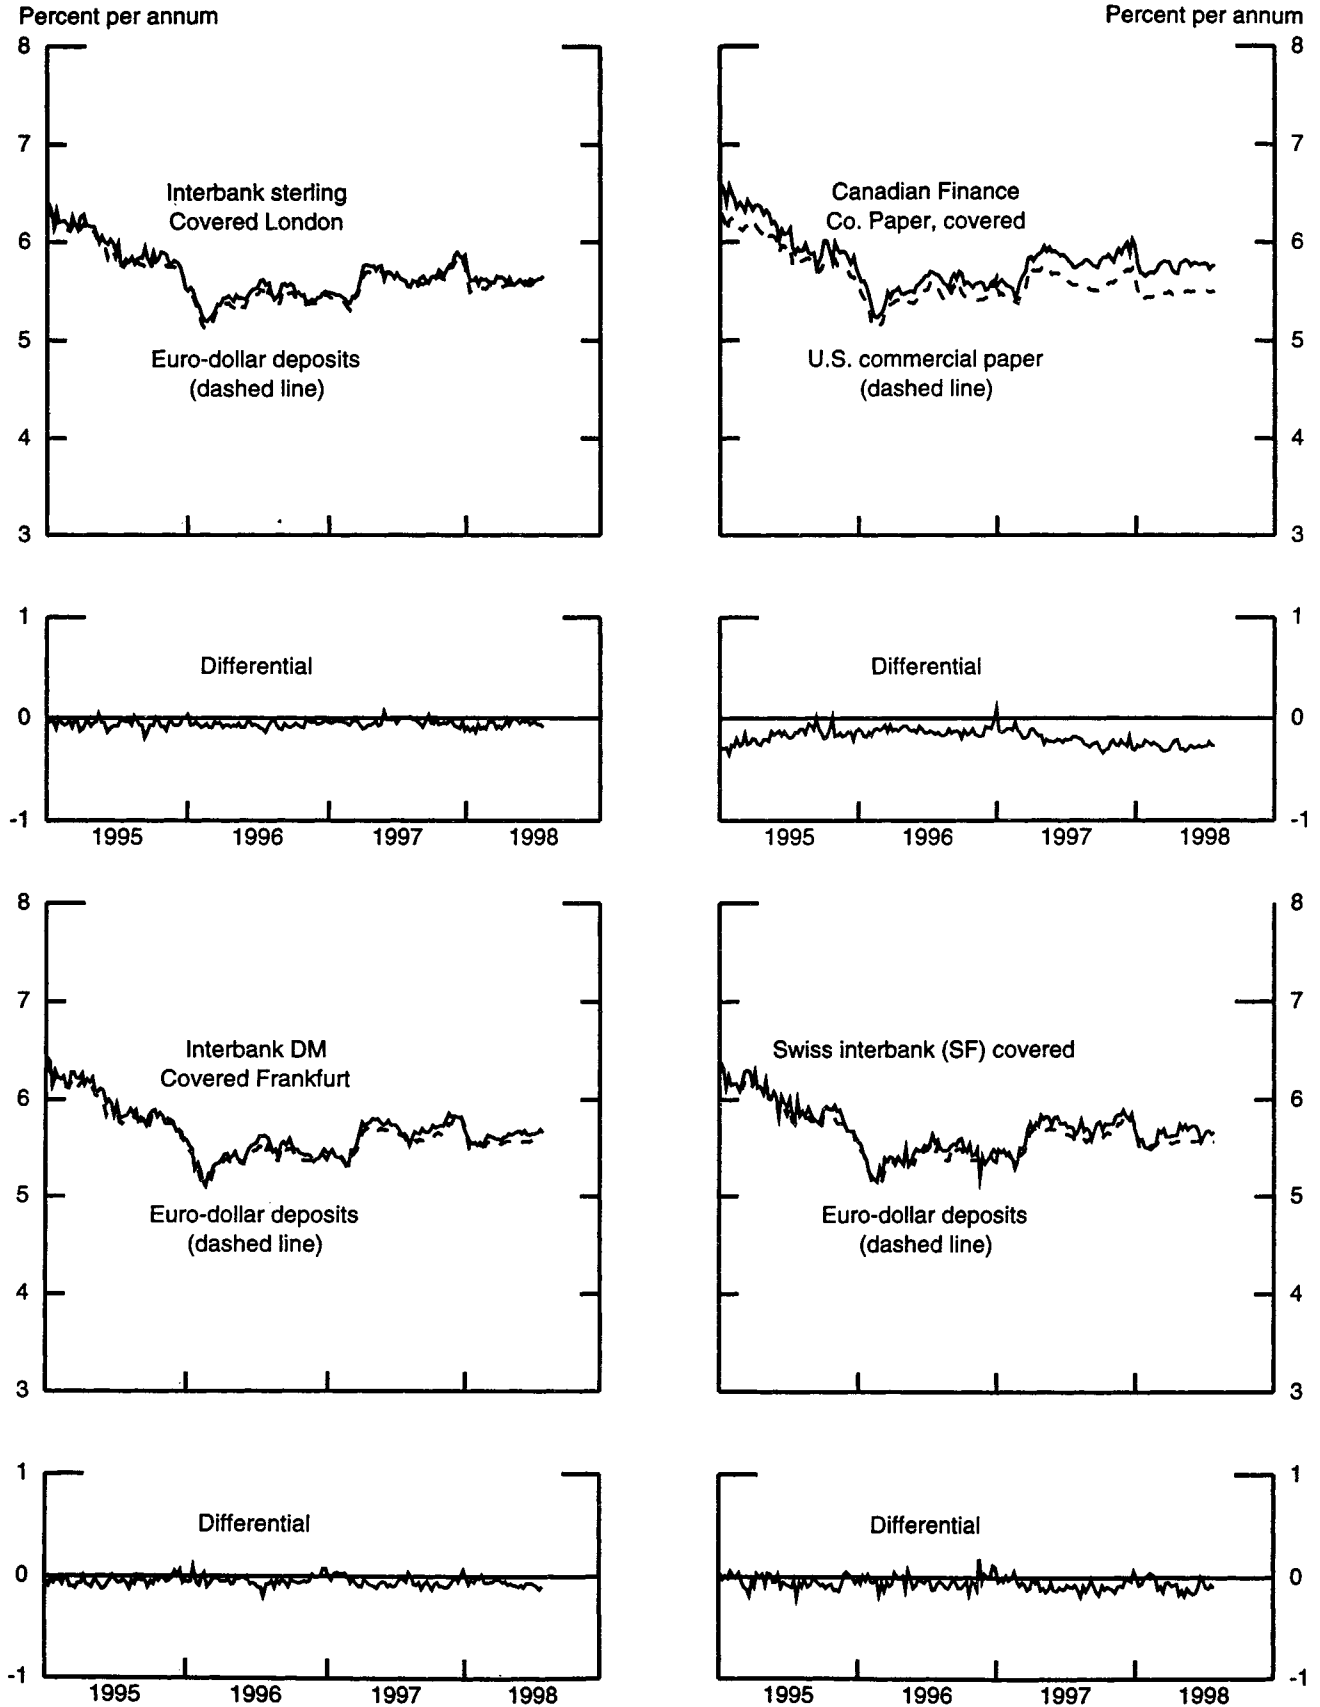 Percent per annum
Percent per annum
8
7
6
5
4
3
Interbank sterling
Covered London
Euro-dollar deposits
(dashed line)
Canadian Finance
Co. Paper, covered
U.S. commercial paper
(dashed line)
8
7
6
5
4
3
1
0
-1
Differential
1995 1996 1997 1998
Differential
1
0
-1
1995 1996 1997 1998
8
7
6
5
4
3
Interbank DM
Covered Frankfurt
Euro-dollar deposits
(dashed line)
Swiss interbank (SF) covered
Euro-dollar deposits
(dashed line)
8
7
6
5
4
3
1
0
-1
Differential
1995 1996 1997 1998
Differential
1
0
-1
1995 1996 1997 1998